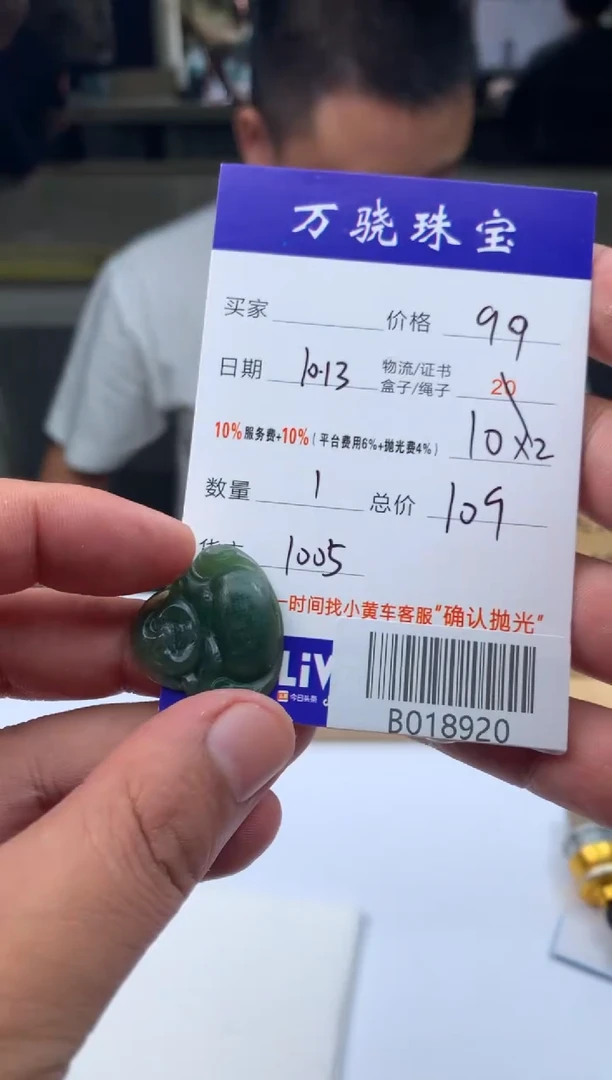 万骁珠宝
买家 价格 99
日期 10.13 物流/证书 盒子/绳子 20
10%服务费+10%(平台费用6%+抛光费4%) 10x2
数量 1 总价 109
1005
一时间找小黄车客服“确认抛光”
LiV
今日头条
B018920